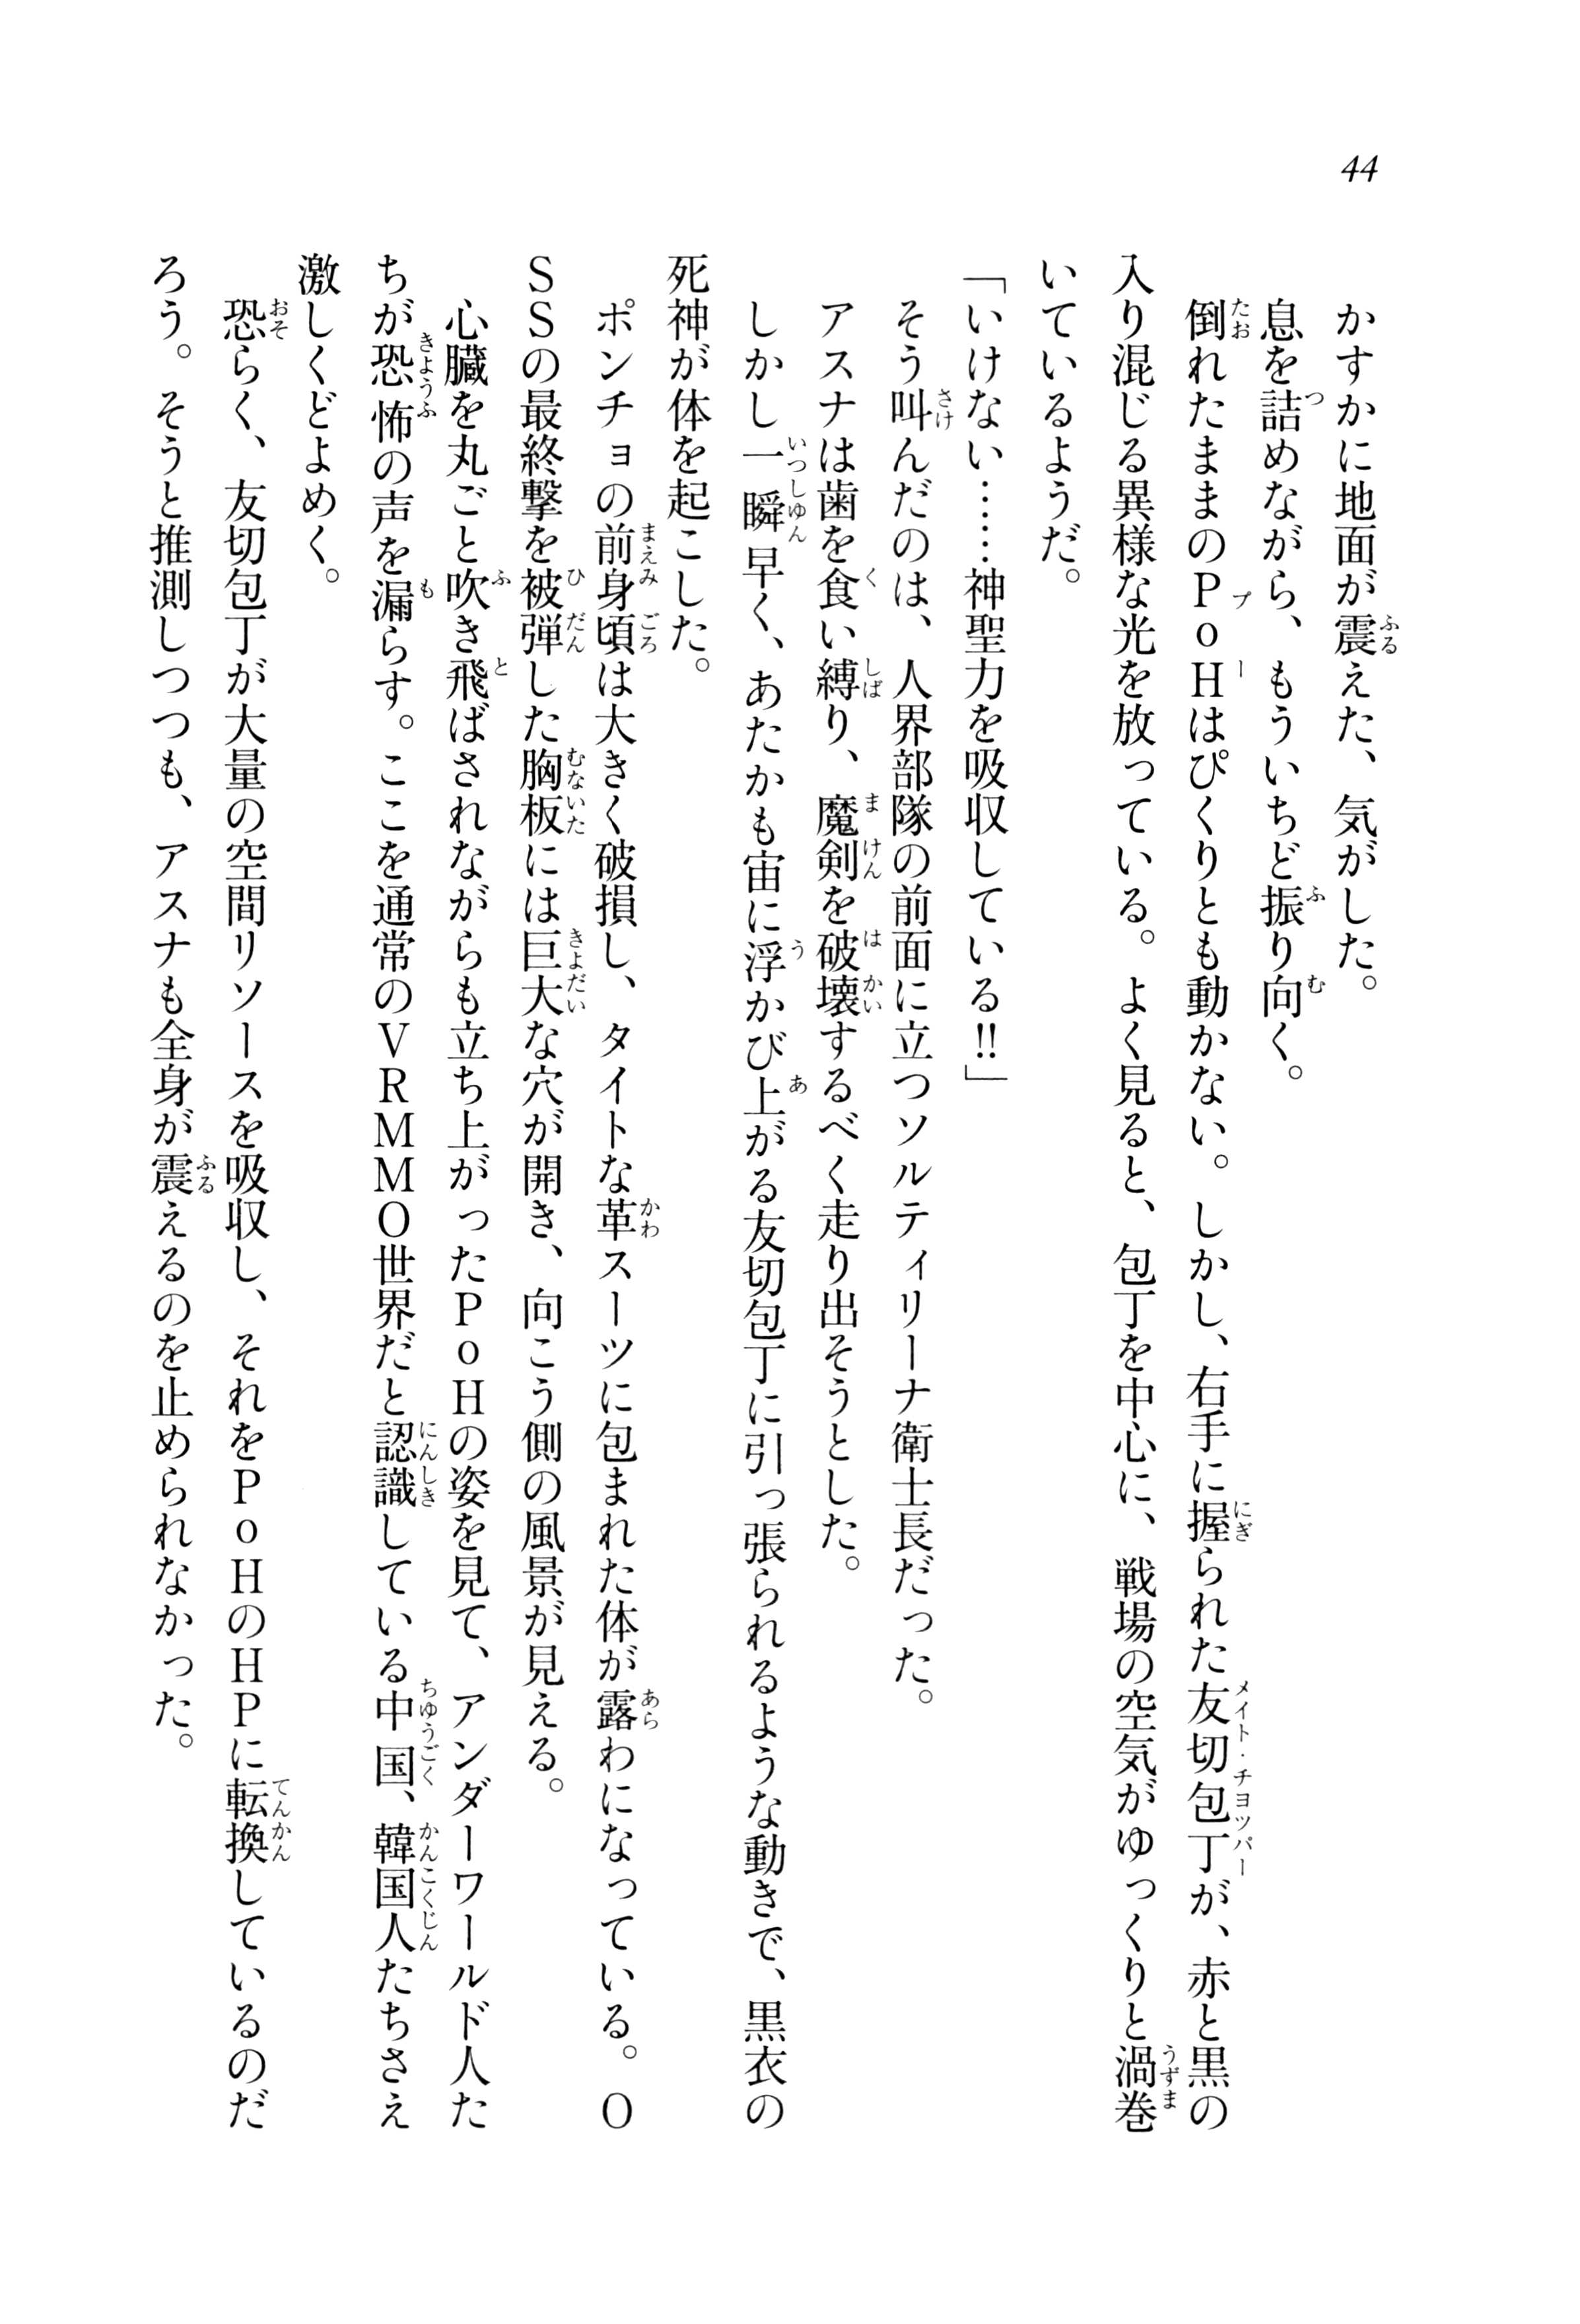 44
かすかに地面が震えた、気がした。
息を詰めながら、もういちど振り向く。
倒れたままのPoHはぴくりとも動かない。しかし、右手に握られた友切包丁が、赤と黒の
入り混じる異様な光を放っている。よく見ると、包丁を中心に、戦場の空気がゆっくりと渦巻
いているようだ。
「いけない……神聖力を吸収している!!」
そう叫んだのは、人界部隊の前面に立つソルティリーナ衛士長だった。
アスナは歯を食い縛り、魔剣を破壊するべく走り出そうとした。
しかし一瞬早く、あたかも宙に浮かび上がる友切包丁に引っ張られるような動きで、黒衣の
死神が体を起こした。
ポンチョの前身頃は大きく破損し、タイトな革スーツに包まれた体が露わになっている。O
SSの最終撃を被弾した胸板には巨大な穴が開き、向こう側の風景が見える。
心臓を丸ごと吹き飛ばされながらも立ち上がったPoHの姿を見て、アンダーワールド人た
ちが恐怖の声を漏らす。ここを通常のVRMMO世界だと認識している中国、韓国人たちさえ
激しくどよめく。
恐らく、友切包丁が大量の空間リソースを吸収し、それをPoHのHPに転換しているのだ
ろう。そうと推測しつつも、アスナも全身が震えるのを止められなかった。